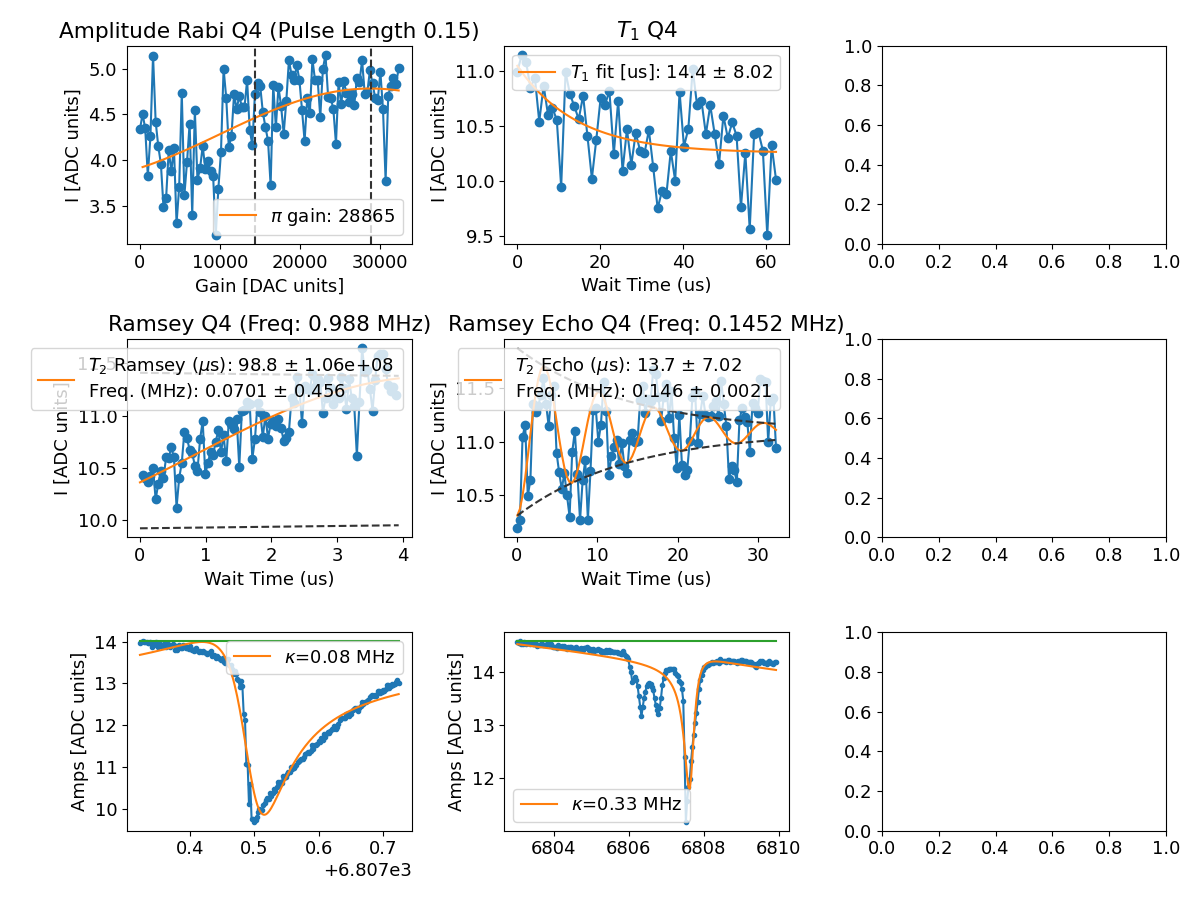 Amplitude Rabi Q4 (Pulse Length 0.15)
I [ADC units]
5.0
4.5
4.0
3.5
π gain: 28865
0 10000 20000 30000
Gain [DAC units]
T1 Q4
I [ADC units]
11.0
10.5
10.0
9.5
T1 fit [us]: 14.4 ± 8.02
0 20 40 60
Wait Time (us)
1.0
0.8
0.6
0.4
0.2
0.0
0.0 0.2 0.4 0.6 0.8 1.0
Ramsey Q4 (Freq: 0.988 MHz)
I [ADC units]
11.5
11.0
10.5
10.0
T2 Ramsey (μs): 98.8 ± 1.06e+08
Freq. (MHz): 0.0701 ± 0.456
0 1 2 3 4
Wait Time (us)
Ramsey Echo Q4 (Freq: 0.1452 MHz)
I [ADC units]
11.5
11.0
10.5
T2 Echo (μs): 13.7 ± 7.02
Freq. (MHz): 0.146 ± 0.0021
0 10 20 30
Wait Time (us)
1.0
0.8
0.6
0.4
0.2
0.0
0.0 0.2 0.4 0.6 0.8 1.0
Amps [ADC units]
14
13
12
11
10
κ=0.08 MHz
0.4 0.5 0.6 0.7
+6.807e3
Amps [ADC units]
14
13
12
κ=0.33 MHz
6804 6806 6808 6810
1.0
0.8
0.6
0.4
0.2
0.0
0.0 0.2 0.4 0.6 0.8 1.0